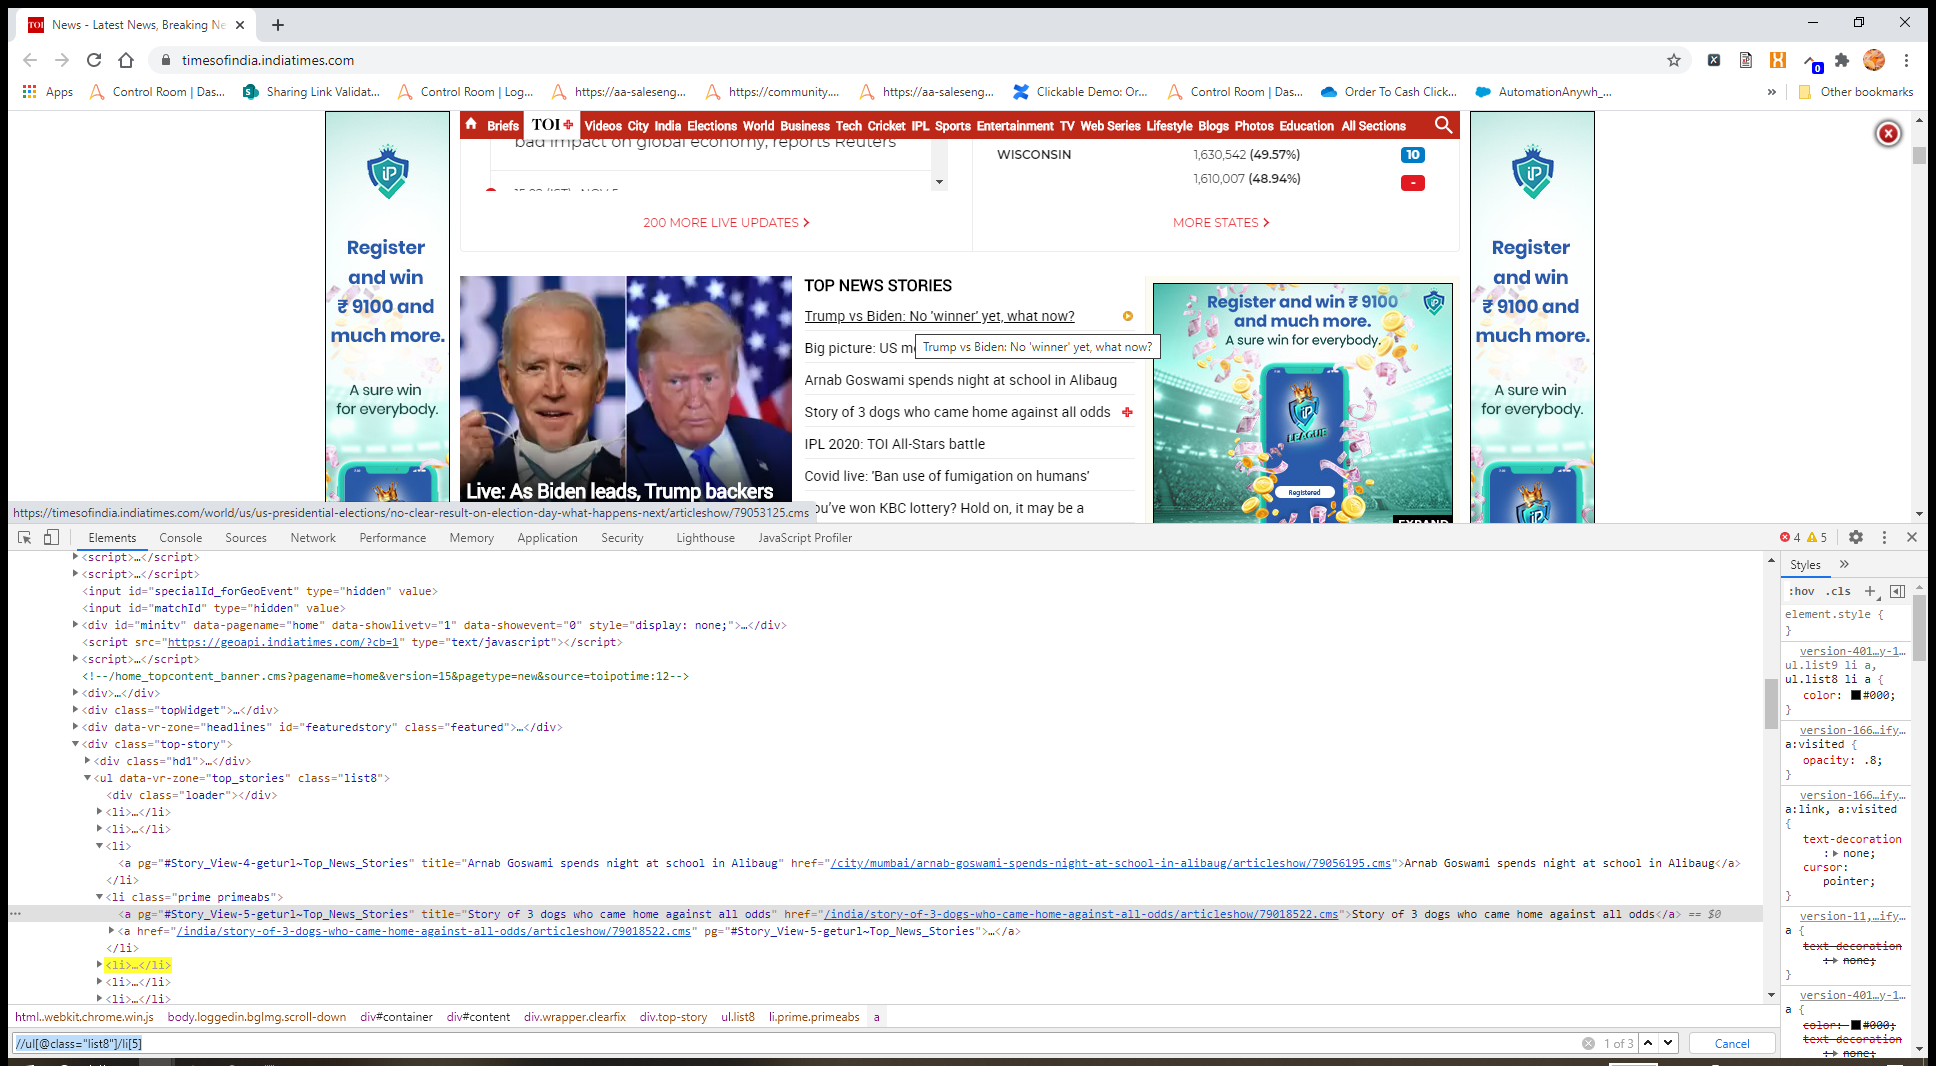 TOI News - Latest News, Breaking Ne
timesofindia.indiatimes.com
0
Apps Control Room | Das... Sharing Link Validat... Control Room | Log... https://aa-saleseng... https://community.... https://aa-saleseng... Clickable Demo: Or... Control Room | Das... Order To Cash Click... AutomationAnywh_... » Other bookmarks
Briefs TOI+ Videos City India Elections World Business Tech Cricket IPL Sports Entertainment TV Web Series Lifestyle Blogs Photos Education All Sections
bad impact on global economy, reports Reuters
200 MORE LIVE UPDATES >
WISCONSIN 1,630,542 (49.57%) 10
1,610,007 (48.94%) -
MORE STATES >
iP
Register
and win
₹ 9100 and
much more.
A sure win
for everybody.
Live: As Biden leads, Trump backers
TOP NEWS STORIES
Trump vs Biden: No 'winner' yet, what now?
Big picture: US m
Trump vs Biden: No 'winner' yet, what now?
Arnab Goswami spends night at school in Alibaug
Story of 3 dogs who came home against all odds
IPL 2020: TOI All-Stars battle
Covid live: 'Ban use of fumigation on humans'
ou've won KBC lottery? Hold on, it may be a
Register and win ₹ 9100
and much more.
A sure win for everybody.
iP
LEAGUE
Registered
EXPAND
iP
Register
and win
₹ 9100 and
much more.
A sure win
for everybody.
https://timesofindia.indiatimes.com/world/us/us-presidential-elections/no-clear-result-on-election-day-what-happens-next/articleshow/79053125.cms
Elements Console Sources Network Performance Memory Application Security Lighthouse JavaScript Profiler 4 5
<script>…</script>
<script>…</script>
<input id="specialId_forGeoEvent" type="hidden" value>
<input id="matchId" type="hidden" value>
<div id="minitv" data-pagename="home" data-showlivetv="1" data-showevent="0" style="display: none;">…</div>
<script src="https://geoapi.indiatimes.com/?cb=1" type="text/javascript"></script>
<script>…</script>
<!--/home_topcontent_banner.cms?pagename=home&version=15&pagetype=new&source=toipotime:12-->
<div>…</div>
<div class="topWidget">…</div>
<div data-vr-zone="headlines" id="featuredstory" class="featured">…</div>
<div class="top-story">
<div class="hd1">…</div>
<ul data-vr-zone="top_stories" class="list8">
<div class="loader"></div>
<li>…</li>
<li>…</li>
<li>
<a pg="#Story_View-4-geturl~Top_News_Stories" title="Arnab Goswami spends night at school in Alibaug" href="/city/mumbai/arnab-goswami-spends-night-at-school-in-alibaug/articleshow/79056195.cms">Arnab Goswami spends night at school in Alibaug</a>
</li>
<li class="prime primeabs">
<a pg="#Story_View-5-geturl~Top_News_Stories" title="Story of 3 dogs who came home against all odds" href="/india/story-of-3-dogs-who-came-home-against-all-odds/articleshow/79018522.cms">Story of 3 dogs who came home against all odds</a> == $0
<a href="/india/story-of-3-dogs-who-came-home-against-all-odds/articleshow/79018522.cms" pg="#Story_View-5-geturl~Top_News_Stories">…</a>
</li>
<li>…</li>
<li>…</li>
<li>…</li>
Styles »
:hov .cls +
element.style {
}
version-401…y-1…
ul.list9 li a,
ul.list8 li a {
color: #000;
}
version-166…ify…
a:visited {
opacity: .8;
}
version-166…ify…
a:link, a:visited
{
text-decoration
: none;
cursor:
pointer;
}
version-11,…ify…
a {
text-decoration
: none;
}
version-401…y-1…
a {
color: #000;
text-decoration
: none;
html..webkit.chrome.win.js body.loggedin.bgImg.scroll-down div#container div#content div.wrapper.clearfix div.top-story ul.list8 li.prime.primeabs a
//ul[@class="list8"]/li[5] 1 of 3 Cancel